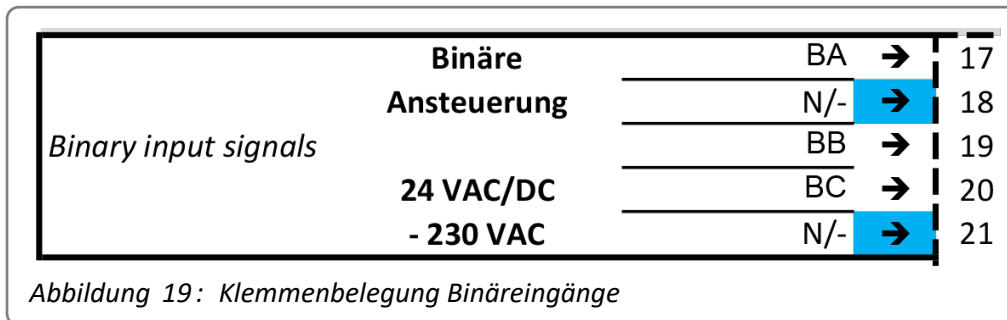 Binäre BA ➔ 17
Ansteuerung N/- ➔ 18
Binary input signals BB ➔ 19
24 VAC/DC BC ➔ 20
- 230 VAC N/- ➔ 21
Abbildung 19: Klemmenbelegung Binäreingänge